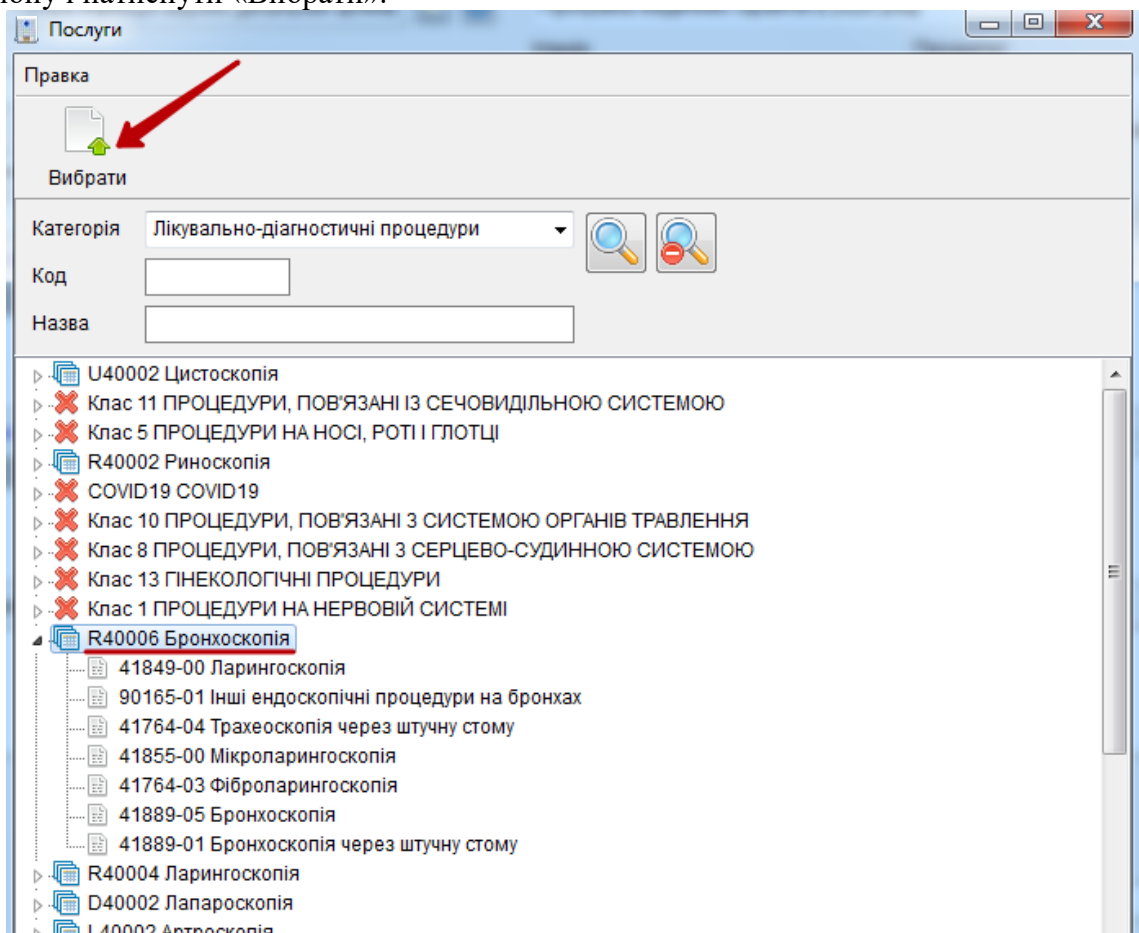 і натиснути «Вибрати».
Послуги
Правка
Вибрати
Категорія Лікувально-діагностичні процедури
Код
Назва
U40002 Цистоскопія
Клас 11 ПРОЦЕДУРИ, ПОВ'ЯЗАНІ ІЗ СЕЧОВИДІЛЬНОЮ СИСТЕМОЮ
Клас 5 ПРОЦЕДУРИ НА НОСІ, РОТІ І ГЛОТЦІ
R40002 Риноскопія
COVID19 COVID19
Клас 10 ПРОЦЕДУРИ, ПОВ'ЯЗАНІ З СИСТЕМОЮ ОРГАНІВ ТРАВЛЕННЯ
Клас 8 ПРОЦЕДУРИ, ПОВ'ЯЗАНІ З СЕРЦЕВО-СУДИННОЮ СИСТЕМОЮ
Клас 13 ГІНЕКОЛОГІЧНІ ПРОЦЕДУРИ
Клас 1 ПРОЦЕДУРИ НА НЕРВОВІЙ СИСТЕМІ
R40006 Бронхоскопія
41849-00 Ларингоскопія
90165-01 Інші ендоскопічні процедури на бронхах
41764-04 Трахеоскопія через штучну стому
41855-00 Мікроларингоскопія
41764-03 Фіброларингоскопія
41889-05 Бронхоскопія
41889-01 Бронхоскопія через штучну стому
R40004 Ларингоскопія
D40002 Лапароскопія
L40002 Артроскопія